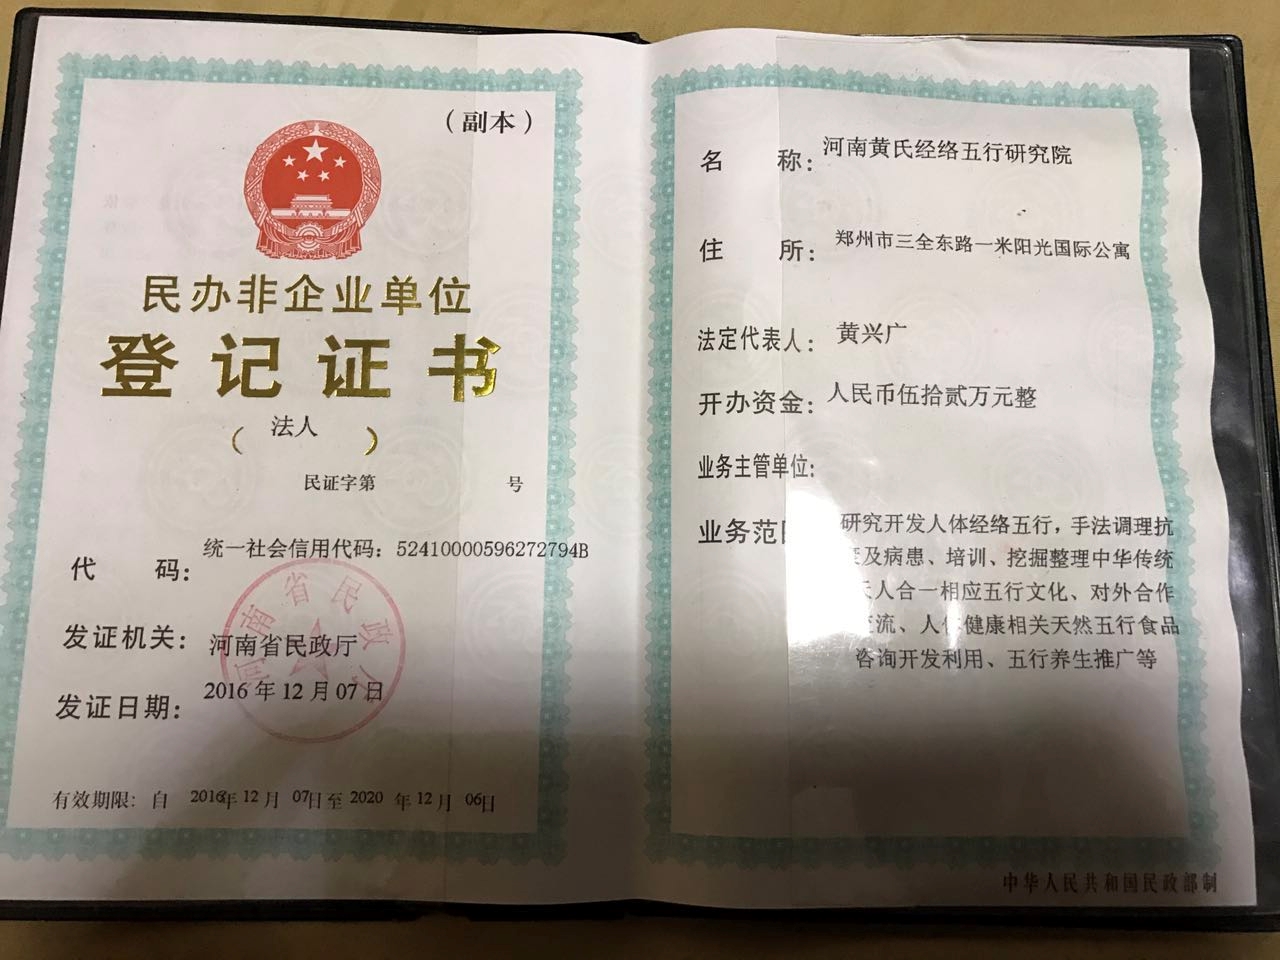 （副本）
民办非企业单位
登记证书
（ 法人 ）
民证字第 号
代 码: 统一社会信用代码：52410000596272794B
发证机关: 河南省民政厅
发证日期: 2016年12月07日
河南省民政厅
有效期限: 自 2016年12月07日至2020年12月06日
名 称: 河南黄氏经络五行研究院
住 所: 郑州市三全东路一米阳光国际公寓
法定代表人: 黄兴广
开办资金: 人民币伍拾贰万元整
业务主管单位:
业务范 研究开发人体经络五行，手法调理抗
及病患、培训、挖掘整理中华传统
天人合一相应五行文化、对外合作
流、人体健康相关天然五行食品
咨询开发利用、五行养生推广等
中华人民共和国民政部制